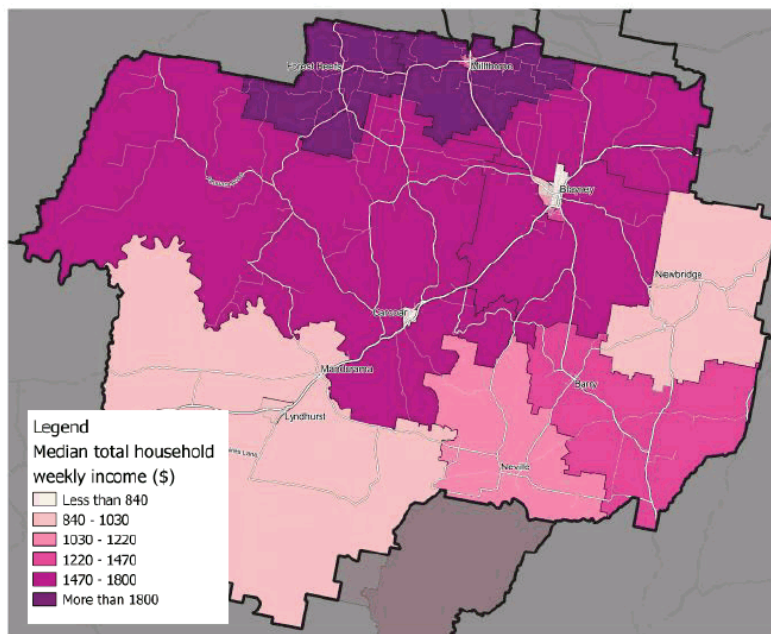 Forest Reefs
Millthorpe
Blayney
Newbridge
Carcoar
Mandurama
Barry
Lyndhurst
Neville
Legend
Median total household
weekly income ($)
Less than 840
840 - 1030
1030 - 1220
1220 - 1470
1470 - 1800
More than 1800
Lane